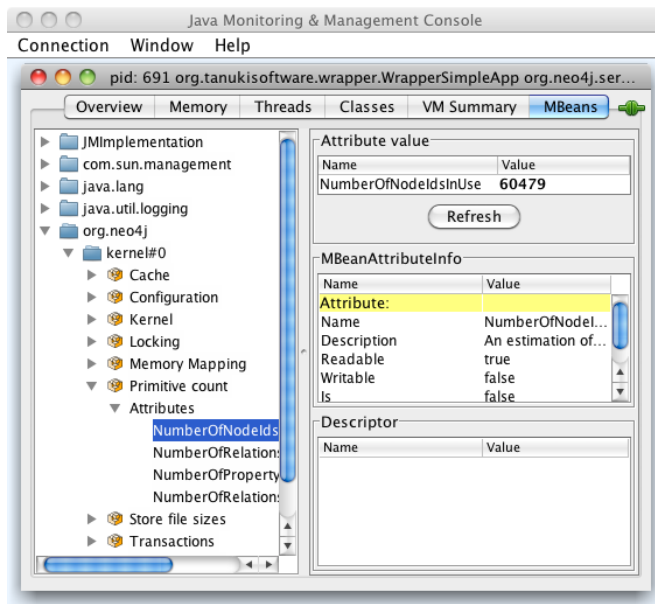 Java Monitoring & Management Console
Connection Window Help
pid: 691 org.tanukisoftware.wrapper.WrapperSimpleApp org.neo4j.ser...
Overview Memory Threads Classes VM Summary MBeans
JMImplementation
com.sun.management
java.lang
java.util.logging
org.neo4j
kernel#0
Cache
Configuration
Kernel
Locking
Memory Mapping
Primitive count
Attributes
NumberOfNodeIds
NumberOfRelations
NumberOfProperty
NumberOfRelations
Store file sizes
Transactions
Attribute value
Name Value
NumberOfNodeIdsInUse 60479
Refresh
MBeanAttributeInfo
Name Value
Attribute:
Name NumberOfNodeI...
Description An estimation of...
Readable true
Writable false
Is false
Descriptor
Name Value